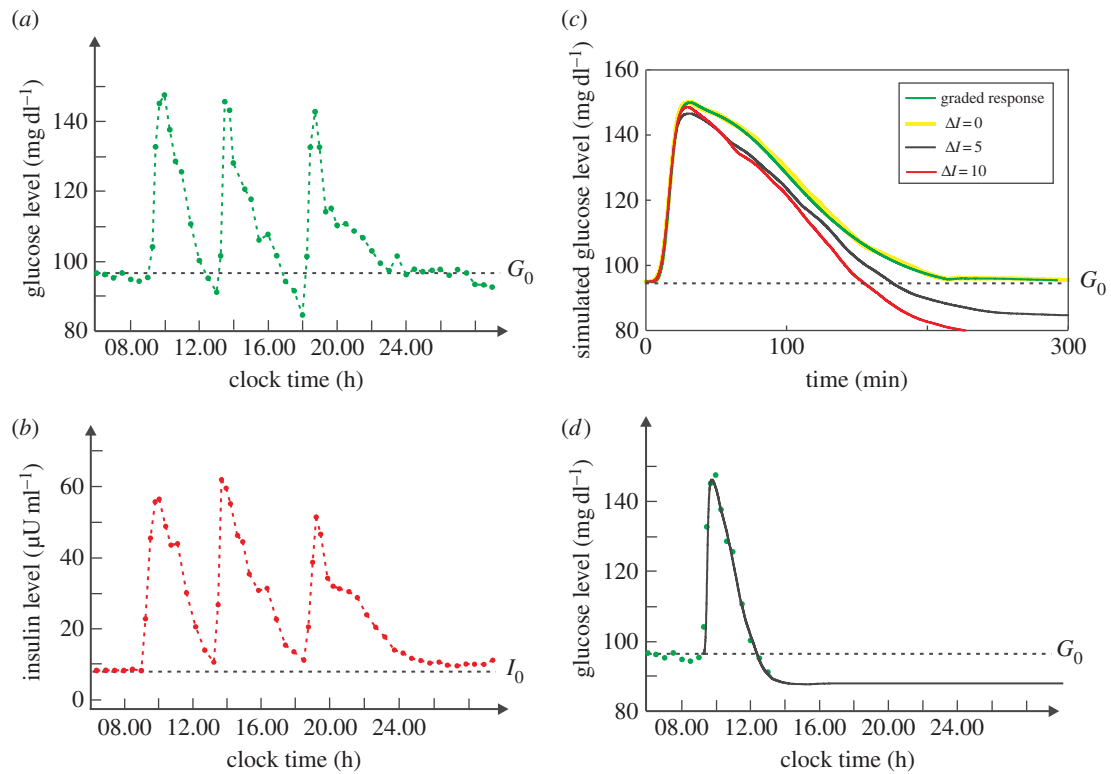 (a)
glucose level (mg dl⁻¹)
140
120
100
80
G₀
08.00 12.00 16.00 20.00 24.00
clock time (h)
(c)
simulated glucose level (mg dl⁻¹)
160
140
120
100
80
graded response
ΔI = 0
ΔI = 5
ΔI = 10
G₀
0 100 300
time (min)
(b)
insulin level (µU ml⁻¹)
60
40
20
0
I₀
08.00 12.00 16.00 20.00 24.00
clock time (h)
(d)
glucose level (mg dl⁻¹)
140
120
100
80
G₀
08.00 12.00 16.00 20.00 24.00
clock time (h)